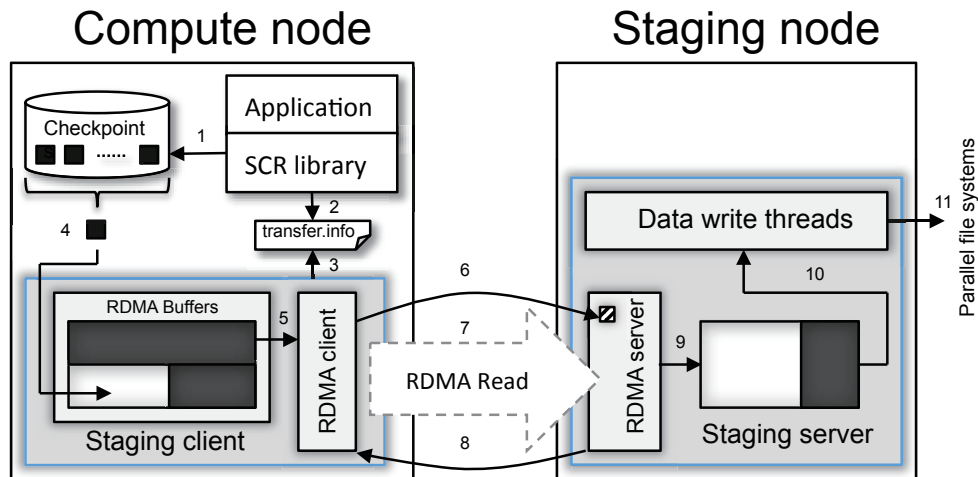 Compute node
Staging node
Application
Checkpoint
1
S
......
SCR library
2
11
4
transfer.info
Data write threads
Parallel file systems
3
6
10
RDMA Buffers
5
RDMA client
7
RDMA server
9
RDMA Read
Staging client
8
Staging server